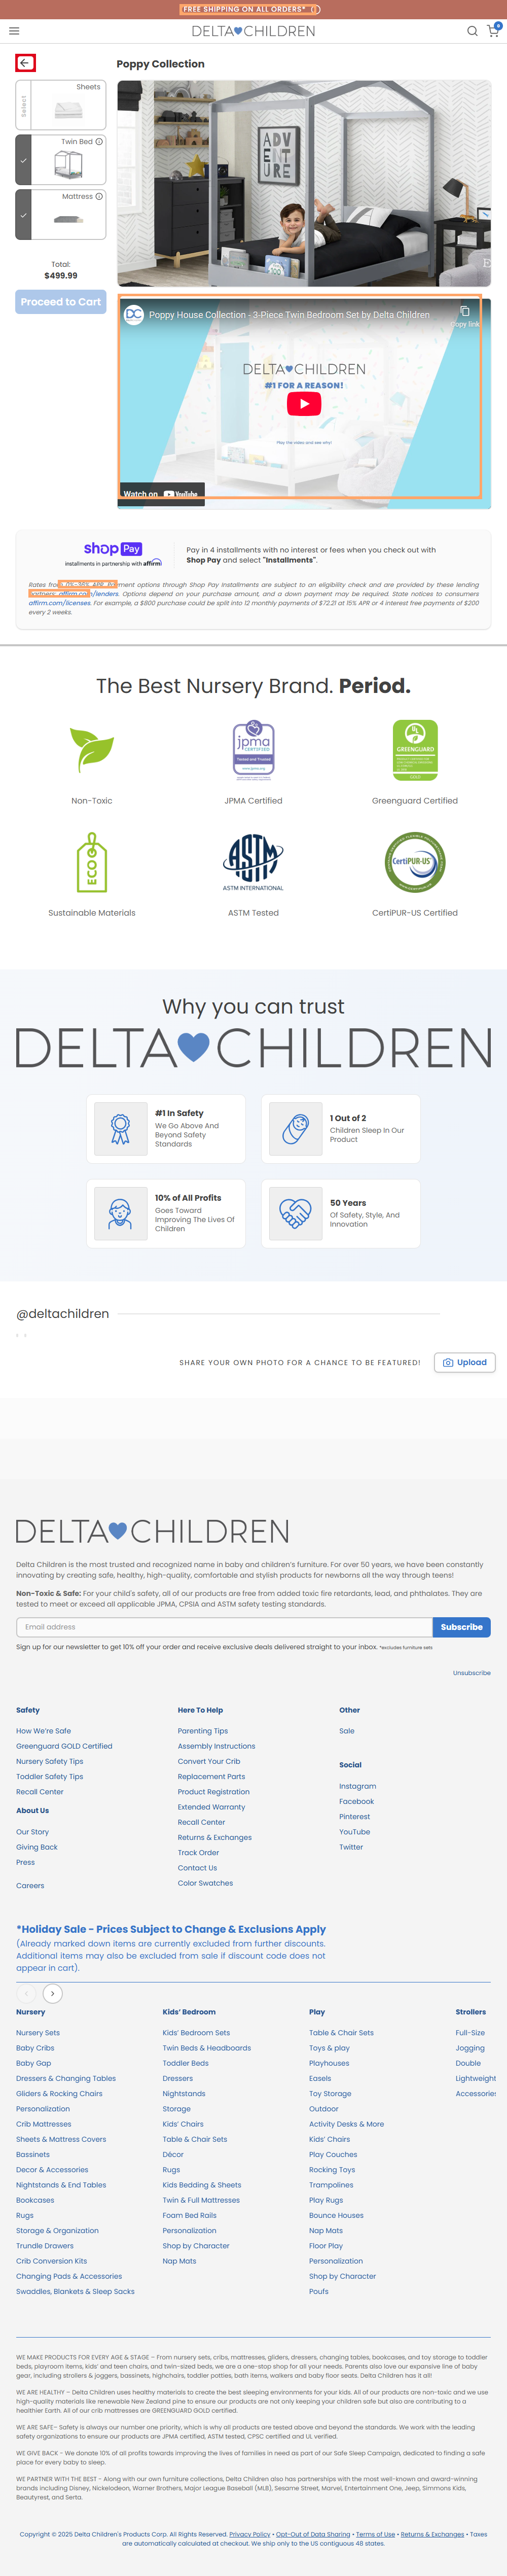 FREE SHIPPING ON ALL ORDERS*
DELTA CHILDREN
Poppy Collection
Select
Sheets
Twin Bed
Mattress
Total:
$499.99
Proceed to Cart
ADV
ENT
URE
DC
Poppy House Collection - 3-Piece Twin Bedroom Set by Delta Children
Copy link
DELTA CHILDREN
#1 FOR A REASON!
Play the video and see why!
Watch on YouTube
shop Pay
installments in partnership with affirm
Pay in 4 installments with no interest or fees when you check out with
Shop Pay and select "Installments".
Rates from 0%-36% APR. Payment options through Shop Pay Installments are subject to an eligibility check and are provided by these lending
partners: affirm.com/lenders. Options depend on your purchase amount, and a down payment may be required. State notices to consumers
affirm.com/licenses. For example, a $800 purchase could be split into 12 monthly payments of $72.21 at 15% APR or 4 interest free payments of $200
every 2 weeks.
The Best Nursery Brand. Period.
jpma
CERTIFIED
Tested and Trusted
www.jpma.org
UL
GREENGUARD
GOLD
Non-Toxic
JPMA Certified
Greenguard Certified
ECO
ASTM
ASTM INTERNATIONAL
CertiPUR-US
Sustainable Materials
ASTM Tested
CertiPUR-US Certified
Why you can trust
DELTA CHILDREN
#1 In Safety
We Go Above And
Beyond Safety
Standards
1 Out of 2
Children Sleep In Our
Product
10% of All Profits
Goes Toward
Improving The Lives Of
Children
50 Years
Of Safety, Style, And
Innovation
@deltachildren
SHARE YOUR OWN PHOTO FOR A CHANCE TO BE FEATURED!
Upload
DELTA CHILDREN
Delta Children is the most trusted and recognized name in baby and children's furniture. For over 50 years, we have been constantly
innovating by creating safe, healthy, high-quality, comfortable and stylish products for newborns all the way through teens!
Non-Toxic & Safe: For your child's safety, all of our products are free from added toxic fire retardants, lead, and phthalates. They are
tested to meet or exceed all applicable JPMA, CPSIA and ASTM safety testing standards.
Email address
Subscribe
Sign up for our newsletter to get 10% off your order and receive exclusive deals delivered straight to your inbox. *excludes furniture sets
Unsubscribe
Safety
How We're Safe
Greenguard GOLD Certified
Nursery Safety Tips
Toddler Safety Tips
Recall Center
About Us
Our Story
Giving Back
Press
Careers
Here To Help
Parenting Tips
Assembly Instructions
Convert Your Crib
Replacement Parts
Product Registration
Extended Warranty
Recall Center
Returns & Exchanges
Track Order
Contact Us
Color Swatches
Other
Sale
Social
Instagram
Facebook
Pinterest
YouTube
Twitter
*Holiday Sale - Prices Subject to Change & Exclusions Apply
(Already marked down items are currently excluded from further discounts.
Additional items may also be excluded from sale if discount code does not
appear in cart).
Nursery
Nursery Sets
Baby Cribs
Baby Gap
Dressers & Changing Tables
Gliders & Rocking Chairs
Personalization
Crib Mattresses
Sheets & Mattress Covers
Bassinets
Decor & Accessories
Nightstands & End Tables
Bookcases
Rugs
Storage & Organization
Trundle Drawers
Crib Conversion Kits
Changing Pads & Accessories
Swaddles, Blankets & Sleep Sacks
Kids' Bedroom
Kids' Bedroom Sets
Twin Beds & Headboards
Toddler Beds
Dressers
Nightstands
Storage
Kids' Chairs
Table & Chair Sets
Décor
Rugs
Kids Bedding & Sheets
Twin & Full Mattresses
Foam Bed Rails
Personalization
Shop by Character
Nap Mats
Play
Table & Chair Sets
Toys & play
Playhouses
Easels
Toy Storage
Outdoor
Activity Desks & More
Kids' Chairs
Play Couches
Rocking Toys
Trampolines
Play Rugs
Bounce Houses
Nap Mats
Floor Play
Personalization
Shop by Character
Poufs
Strollers
Full-Size
Jogging
Double
Lightweight
Accessories
WE MAKE PRODUCTS FOR EVERY AGE & STAGE – From nursery sets, cribs, mattresses, gliders, dressers, changing tables, bookcases, and toy storage to toddler
beds, playroom items, kids' and teen chairs, and twin-sized beds, we are a one-stop shop for all your needs. Parents also love our expansive line of baby
gear, including strollers & joggers, bassinets, highchairs, toddler potties, bath items, walkers and baby floor seats. Delta Children has it all!
WE ARE HEALTHY – Delta Children uses healthy materials to create the best sleeping environments for your kids. All of our products are non-toxic and we use
high-quality materials like renewable New Zealand pine to ensure our products are not only keeping your children safe but also are contributing to a
healthier Earth. All of our crib mattresses are GREENGUARD GOLD certified.
WE ARE SAFE– Safety is always our number one priority, which is why all products are tested above and beyond the standards. We work with the leading
safety organizations to ensure our products are JPMA certified, ASTM tested, CPSC certified and UL verified.
WE GIVE BACK - We donate 10% of all profits towards improving the lives of families in need as part of our Safe Sleep Campaign, dedicated to finding a safe
place for every baby to sleep.
WE PARTNER WITH THE BEST - Along with our own furniture collections, Delta Children also has partnerships with the most well-known and award-winning
brands including Disney, Nickelodeon, Warner Brothers, Major League Baseball (MLB), Sesame Street, Marvel, Entertainment One, Jeep, Simmons Kids,
Beautyrest, and Serta.
Copyright © 2025 Delta Children's Products Corp. All Rights Reserved. Privacy Policy • Opt-Out of Data Sharing • Terms of Use • Returns & Exchanges • Taxes
are automatically calculated at checkout. We ship only to the US contiguous 48 states.